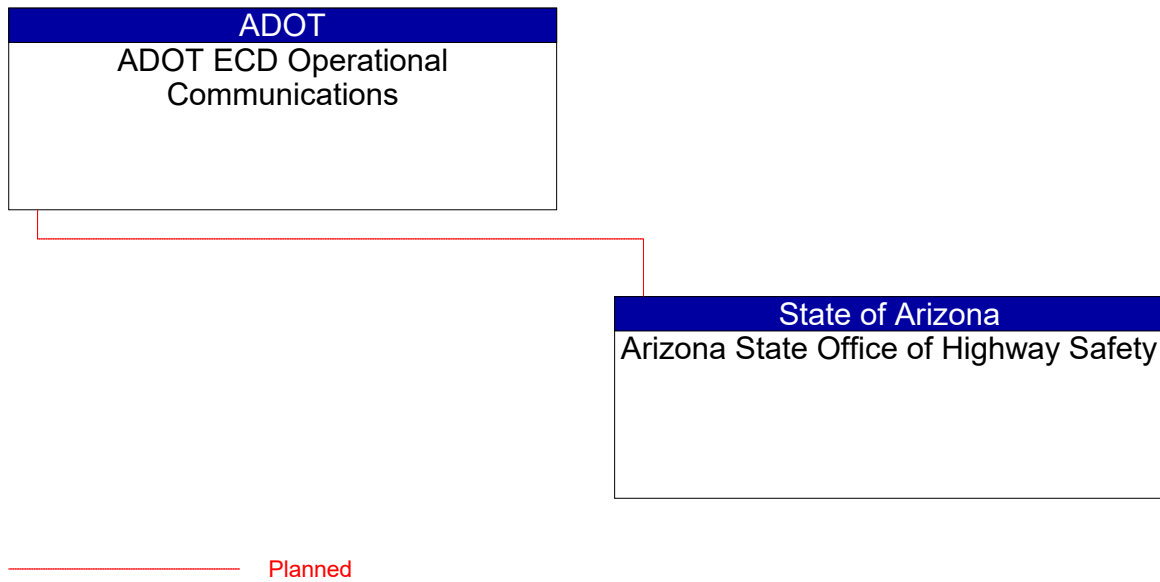 ADOT
ADOT ECD Operational
Communications
State of Arizona
Arizona State Office of Highway Safety
Planned